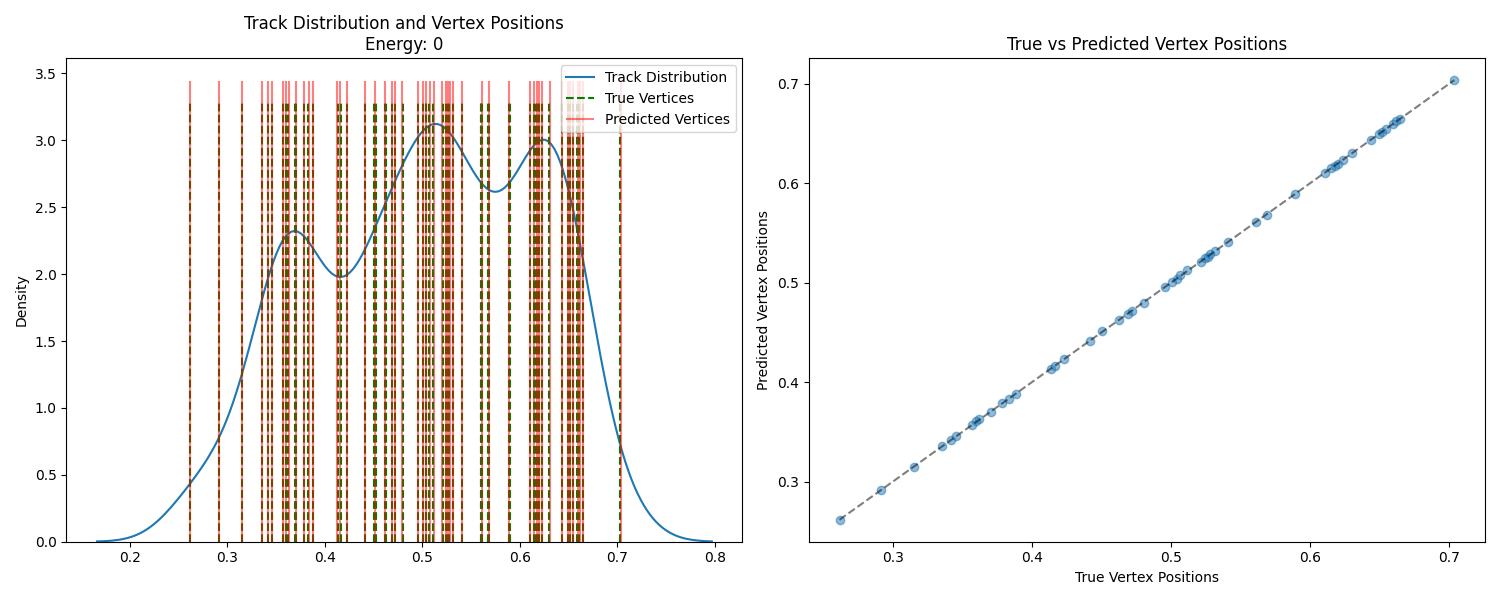 Track Distribution and Vertex Positions
Energy: 0
Density
3.5
3.0
2.5
2.0
1.5
1.0
0.5
0.0
0.2
0.3
0.4
0.5
0.6
0.7
0.8
Track Distribution
True Vertices
Predicted Vertices
True vs Predicted Vertex Positions
Predicted Vertex Positions
0.7
0.6
0.5
0.4
0.3
0.3
0.4
0.5
0.6
0.7
True Vertex Positions